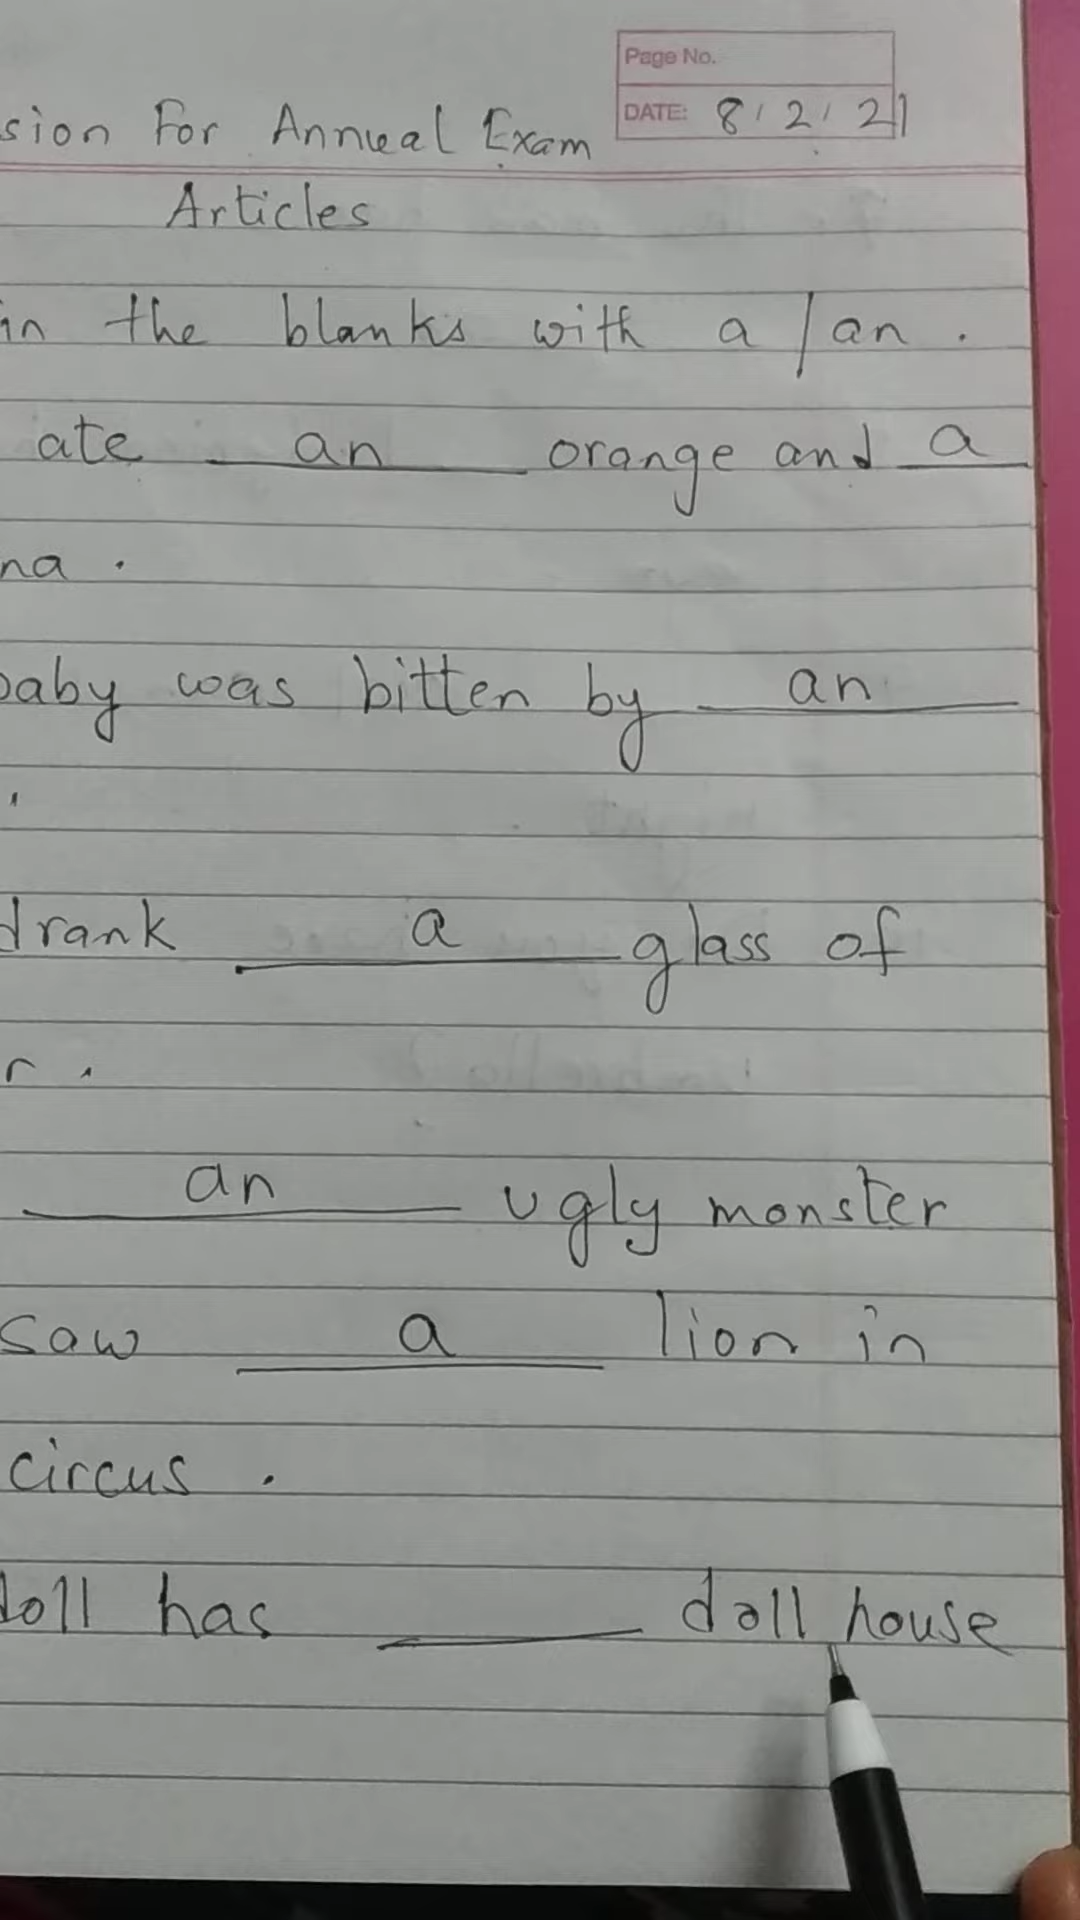 Page No.
DATE: 8/2/21
sion For Annual Exam
Articles
in the blanks with a/an.
ate an orange and a
na.
baby was bitten by an
.
drank a glass of
r.
an ugly monster
saw a lion in
circus.
doll has ____ doll house